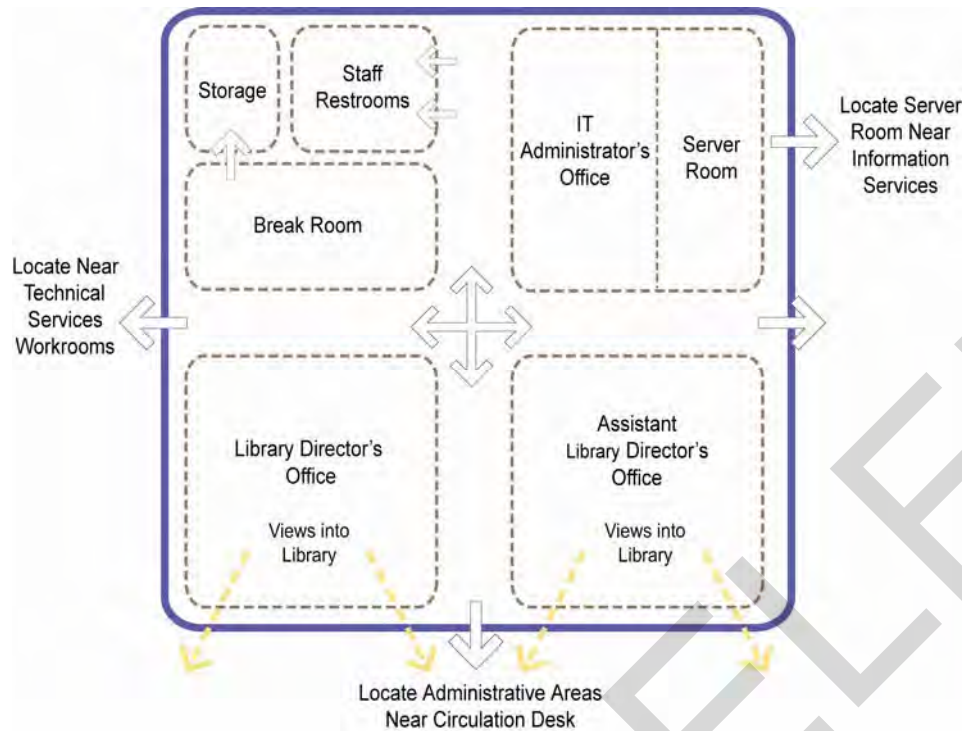 Storage
Staff
Restrooms
IT
Administrator's
Office
Server
Room
Locate Server
Room Near
Information
Services
Break Room
Locate Near
Technical
Services
Workrooms
Library Director's
Office
Views into
Library
Assistant
Library Director's
Office
Views into
Library
Locate Administrative Areas
Near Circulation Desk